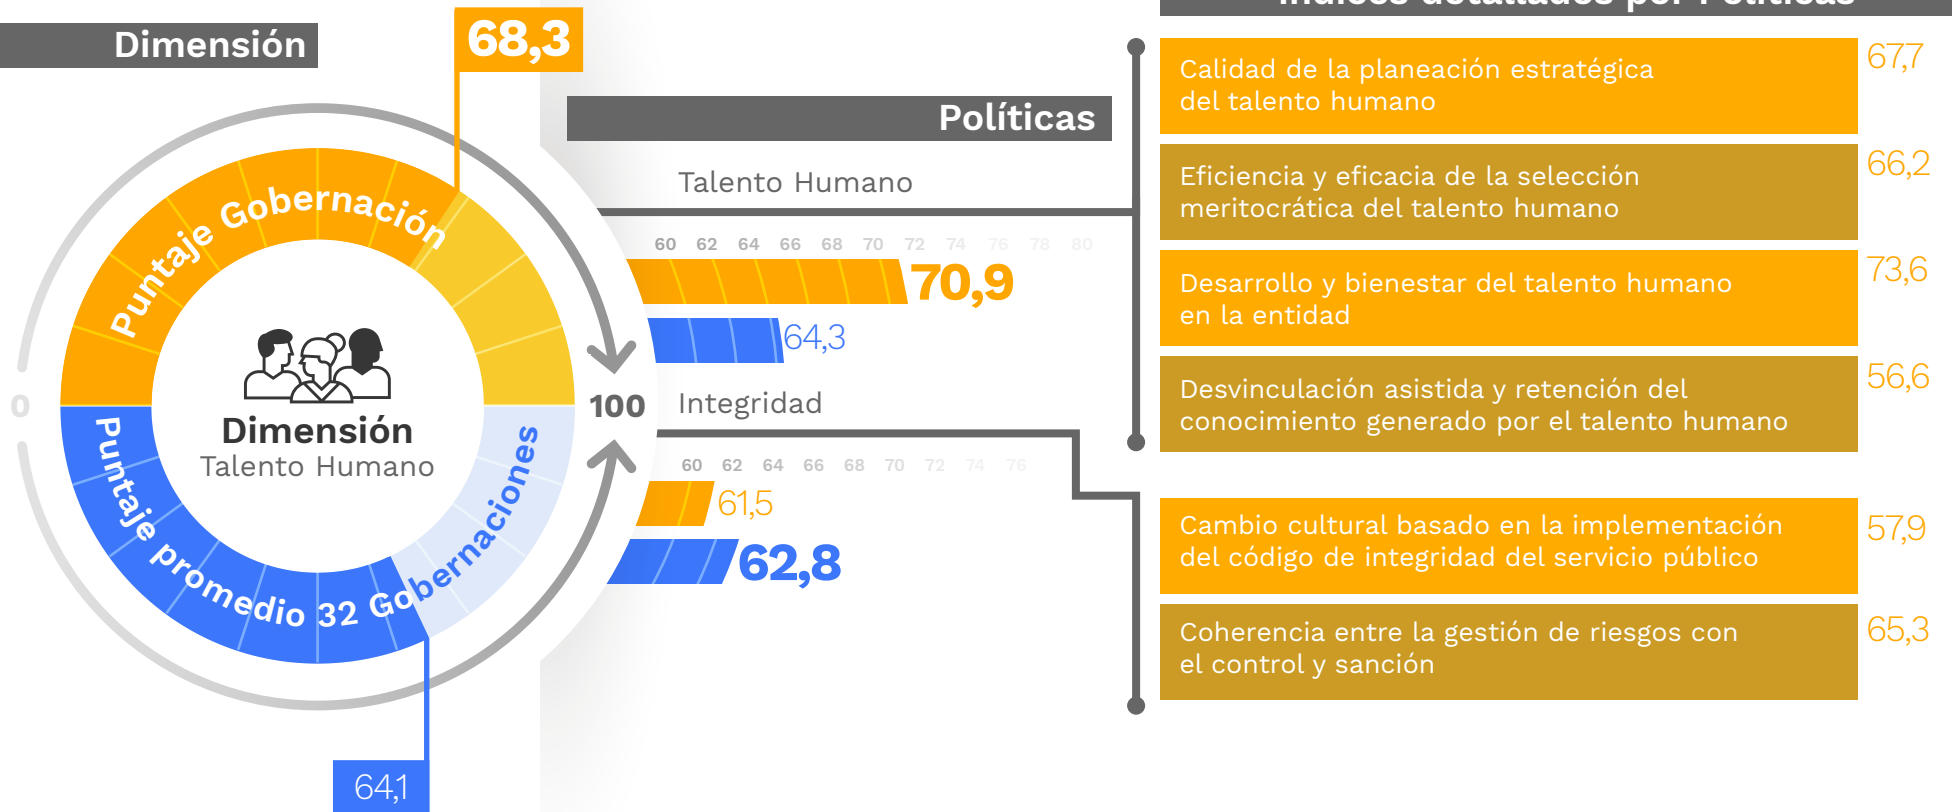 Dimensión
68,3
Puntaje Gobernación
0
100
Dimensión
Talento Humano
Puntaje promedio 32 Gobernaciones
64,1
Políticas
Talento Humano
60 62 64 66 68 70 72 74 76 78 80
70,9
64,3
Integridad
60 62 64 66 68 70 72 74 76
61,5
62,8
Índices detallados por Políticas
Calidad de la planeación estratégica
del talento humano
67,7
Eficiencia y eficacia de la selección
meritocrática del talento humano
66,2
Desarrollo y bienestar del talento humano
en la entidad
73,6
Desvinculación asistida y retención del
conocimiento generado por el talento humano
56,6
Cambio cultural basado en la implementación
del código de integridad del servicio público
57,9
Coherencia entre la gestión de riesgos con
el control y sanción
65,3